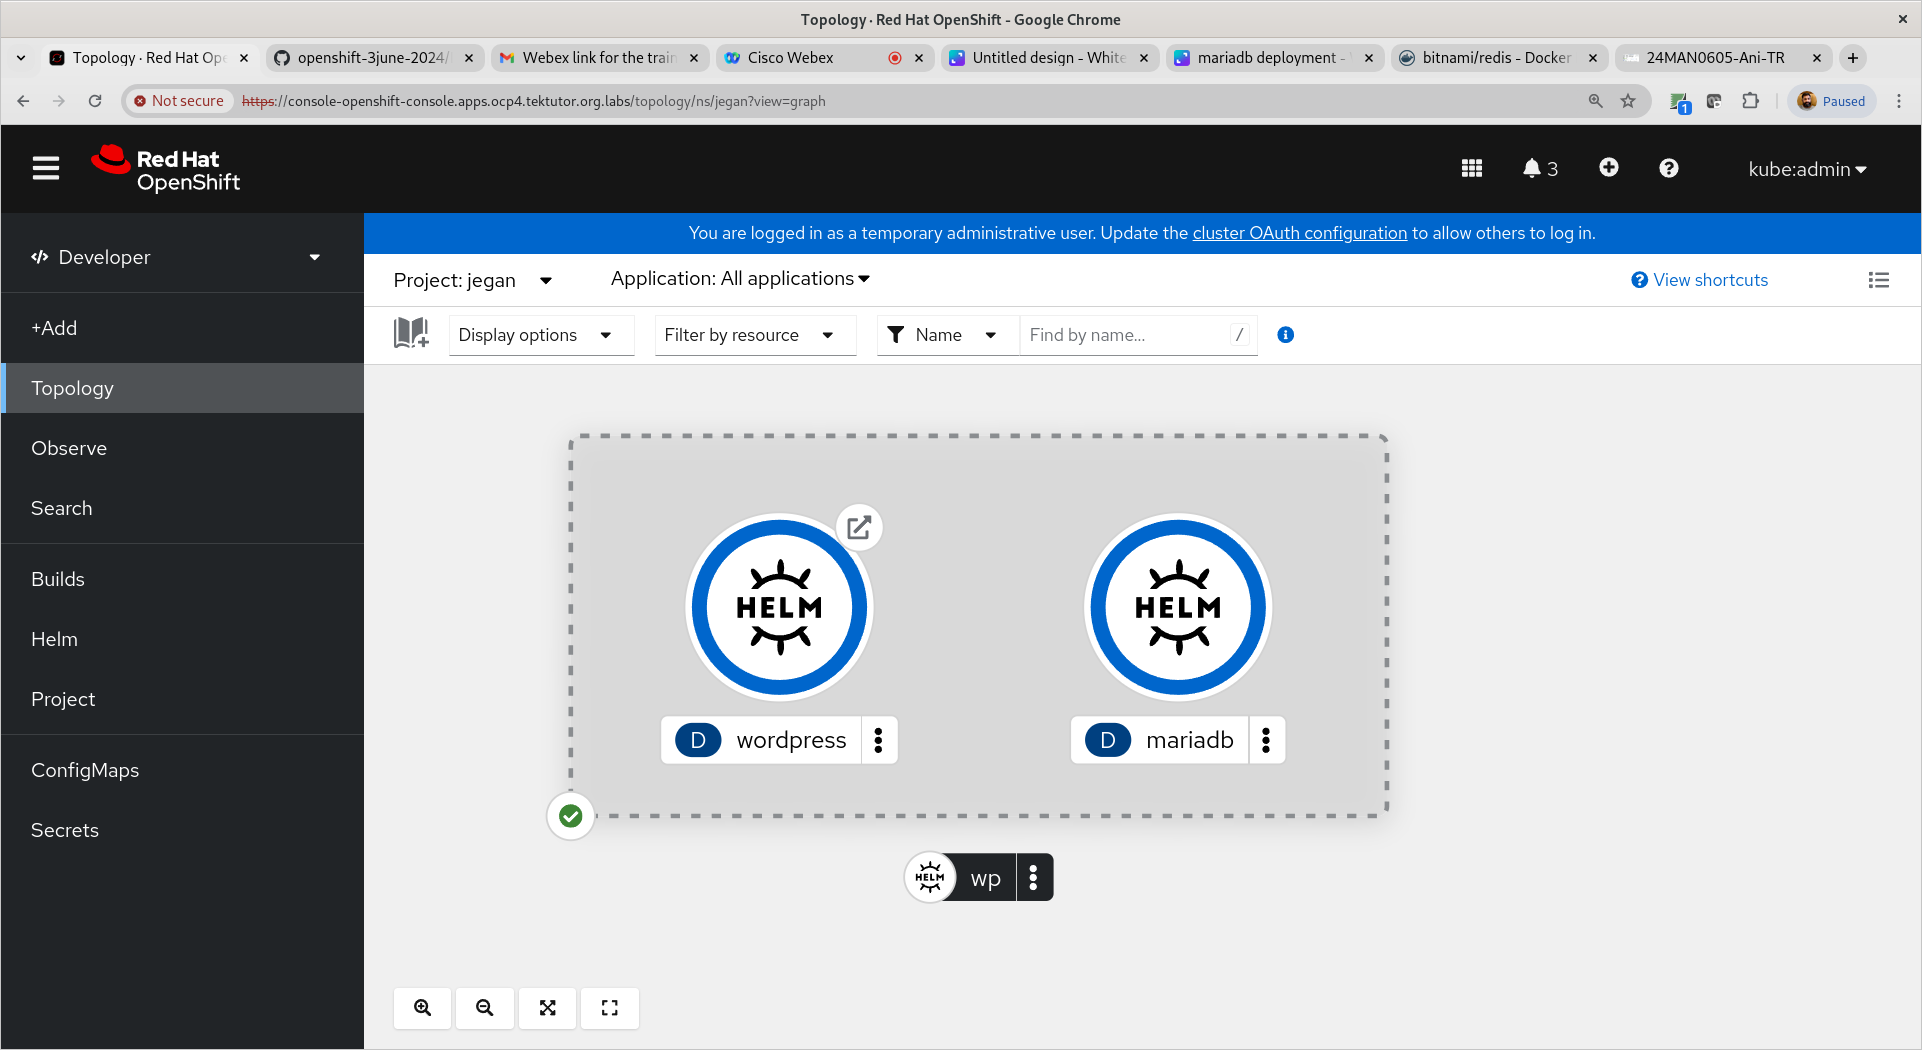 Topology · Red Hat OpenShift - Google Chrome
Topology · Red Hat Ope
openshift-3june-2024/
Webex link for the train
Cisco Webex
Untitled design - White
mariadb deployment -
bitnami/redis - Docker
24MAN0605-Ani-TR
Not secure
https://console-openshift-console.apps.ocp4.tektutor.org.labs/topology/ns/jegan?view=graph
1
Paused
Red Hat
OpenShift
3
kube:admin
Developer
You are logged in as a temporary administrative user. Update the cluster OAuth configuration to allow others to log in.
Project: jegan
Application: All applications
View shortcuts
+Add
Display options
Filter by resource
Name
Find by name...
/
Topology
Observe
Search
Builds
Helm
Project
ConfigMaps
Secrets
HELM
HELM
D wordpress
D mariadb
HELM wp